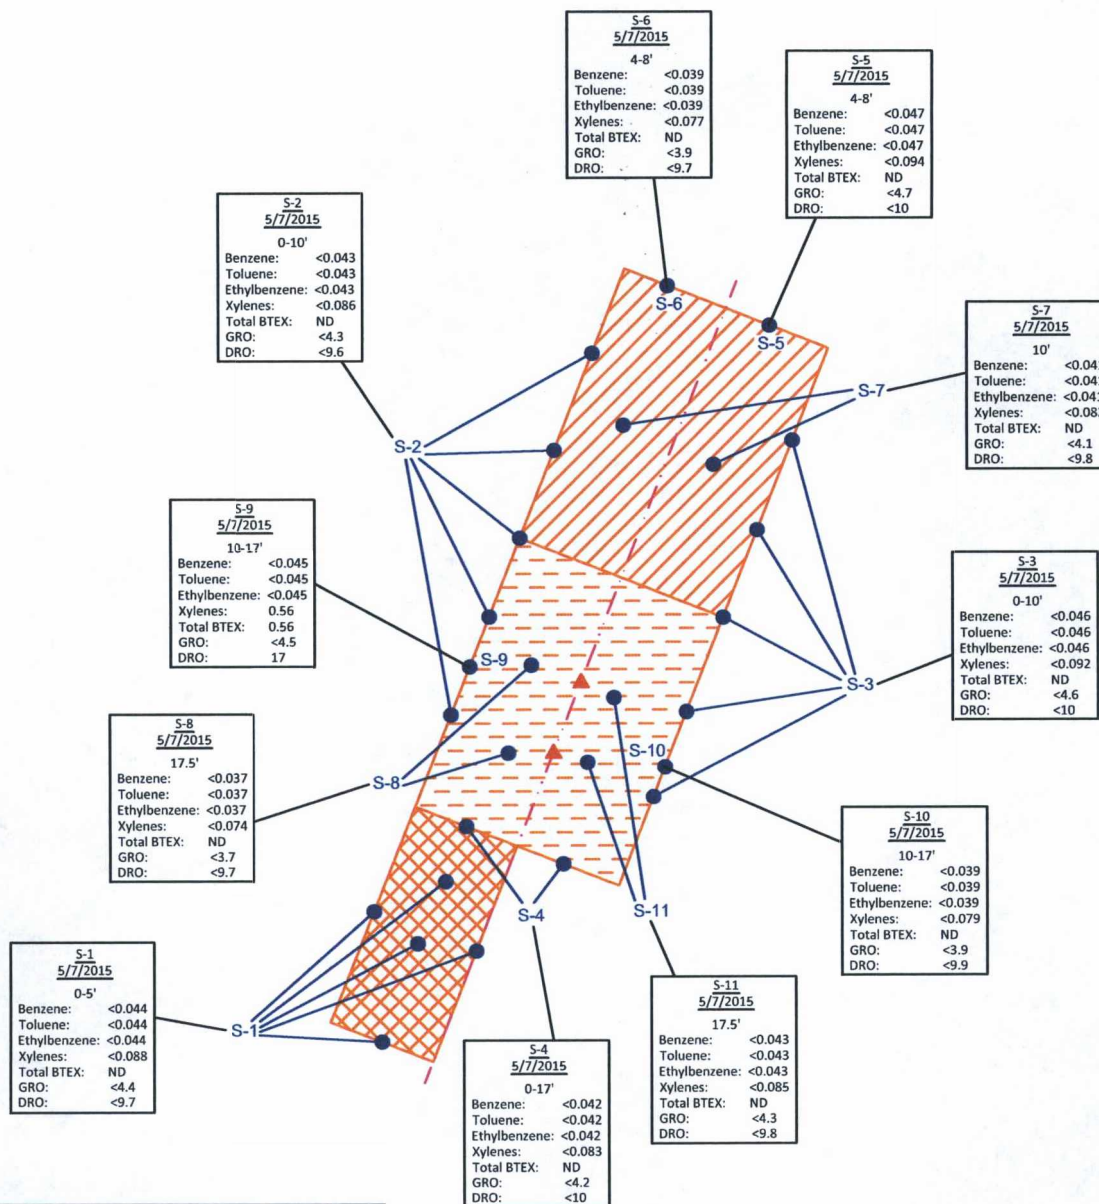 S-6
5/7/2015
4-8'
Benzene: <0.039
Toluene: <0.039
Ethylbenzene: <0.039
Xylenes: <0.077
Total BTEX: ND
GRO: <3.9
DRO: <9.7
S-5
5/7/2015
4-8'
Benzene: <0.047
Toluene: <0.047
Ethylbenzene: <0.047
Xylenes: <0.094
Total BTEX: ND
GRO: <4.7
DRO: <10
S-2
5/7/2015
0-10'
Benzene: <0.043
Toluene: <0.043
Ethylbenzene: <0.043
Xylenes: <0.086
Total BTEX: ND
GRO: <4.3
DRO: <9.6
S-6
S-5
S-7
5/7/2015
10'
Benzene: <0.041
Toluene: <0.041
Ethylbenzene: <0.041
Xylenes:
Total BTEX: ND
GRO: <4.1
DRO: <9.8
S-7
S-2
S-9
5/7/2015
10-17'
Benzene: <0.045
Toluene: <0.045
Ethylbenzene: <0.045
Xylenes: 0.56
Total BTEX: 0.56
GRO: <4.5
DRO: 17
S-3
5/7/2015
0-10'
Benzene: <0.046
Toluene: <0.046
Ethylbenzene: <0.046
Xylenes: <0.092
Total BTEX: ND
GRO: <4.6
DRO: <10
S-9
S-3
S-8
5/7/2015
17.5'
Benzene: <0.037
Toluene: <0.037
Ethylbenzene: <0.037
Xylenes: <0.074
Total BTEX: ND
GRO: <3.7
DRO: <9.7
S-10
S-8
S-10
5/7/2015
10-17'
Benzene: <0.039
Toluene: <0.039
Ethylbenzene: <0.039
Xylenes: <0.079
Total BTEX: ND
GRO: <3.9
DRO: <9.9
S-4
S-11
S-1
5/7/2015
0-5'
Benzene: <0.044
Toluene: <0.044
Ethylbenzene: <0.044
Xylenes: <0.088
Total BTEX: ND
GRO: <4.4
DRO: <9.7
S-1
S-11
5/7/2015
17.5'
Benzene: <0.043
Toluene: <0.043
Ethylbenzene: <0.043
Xylenes: <0.085
Total BTEX: ND
GRO: <4.3
DRO: <9.8
S-4
5/7/2015
0-17'
Benzene: <0.042
Toluene: <0.042
Ethylbenzene: <0.042
Xylenes: <0.083
Total BTEX: ND
GRO: <4.2
DRO: <10